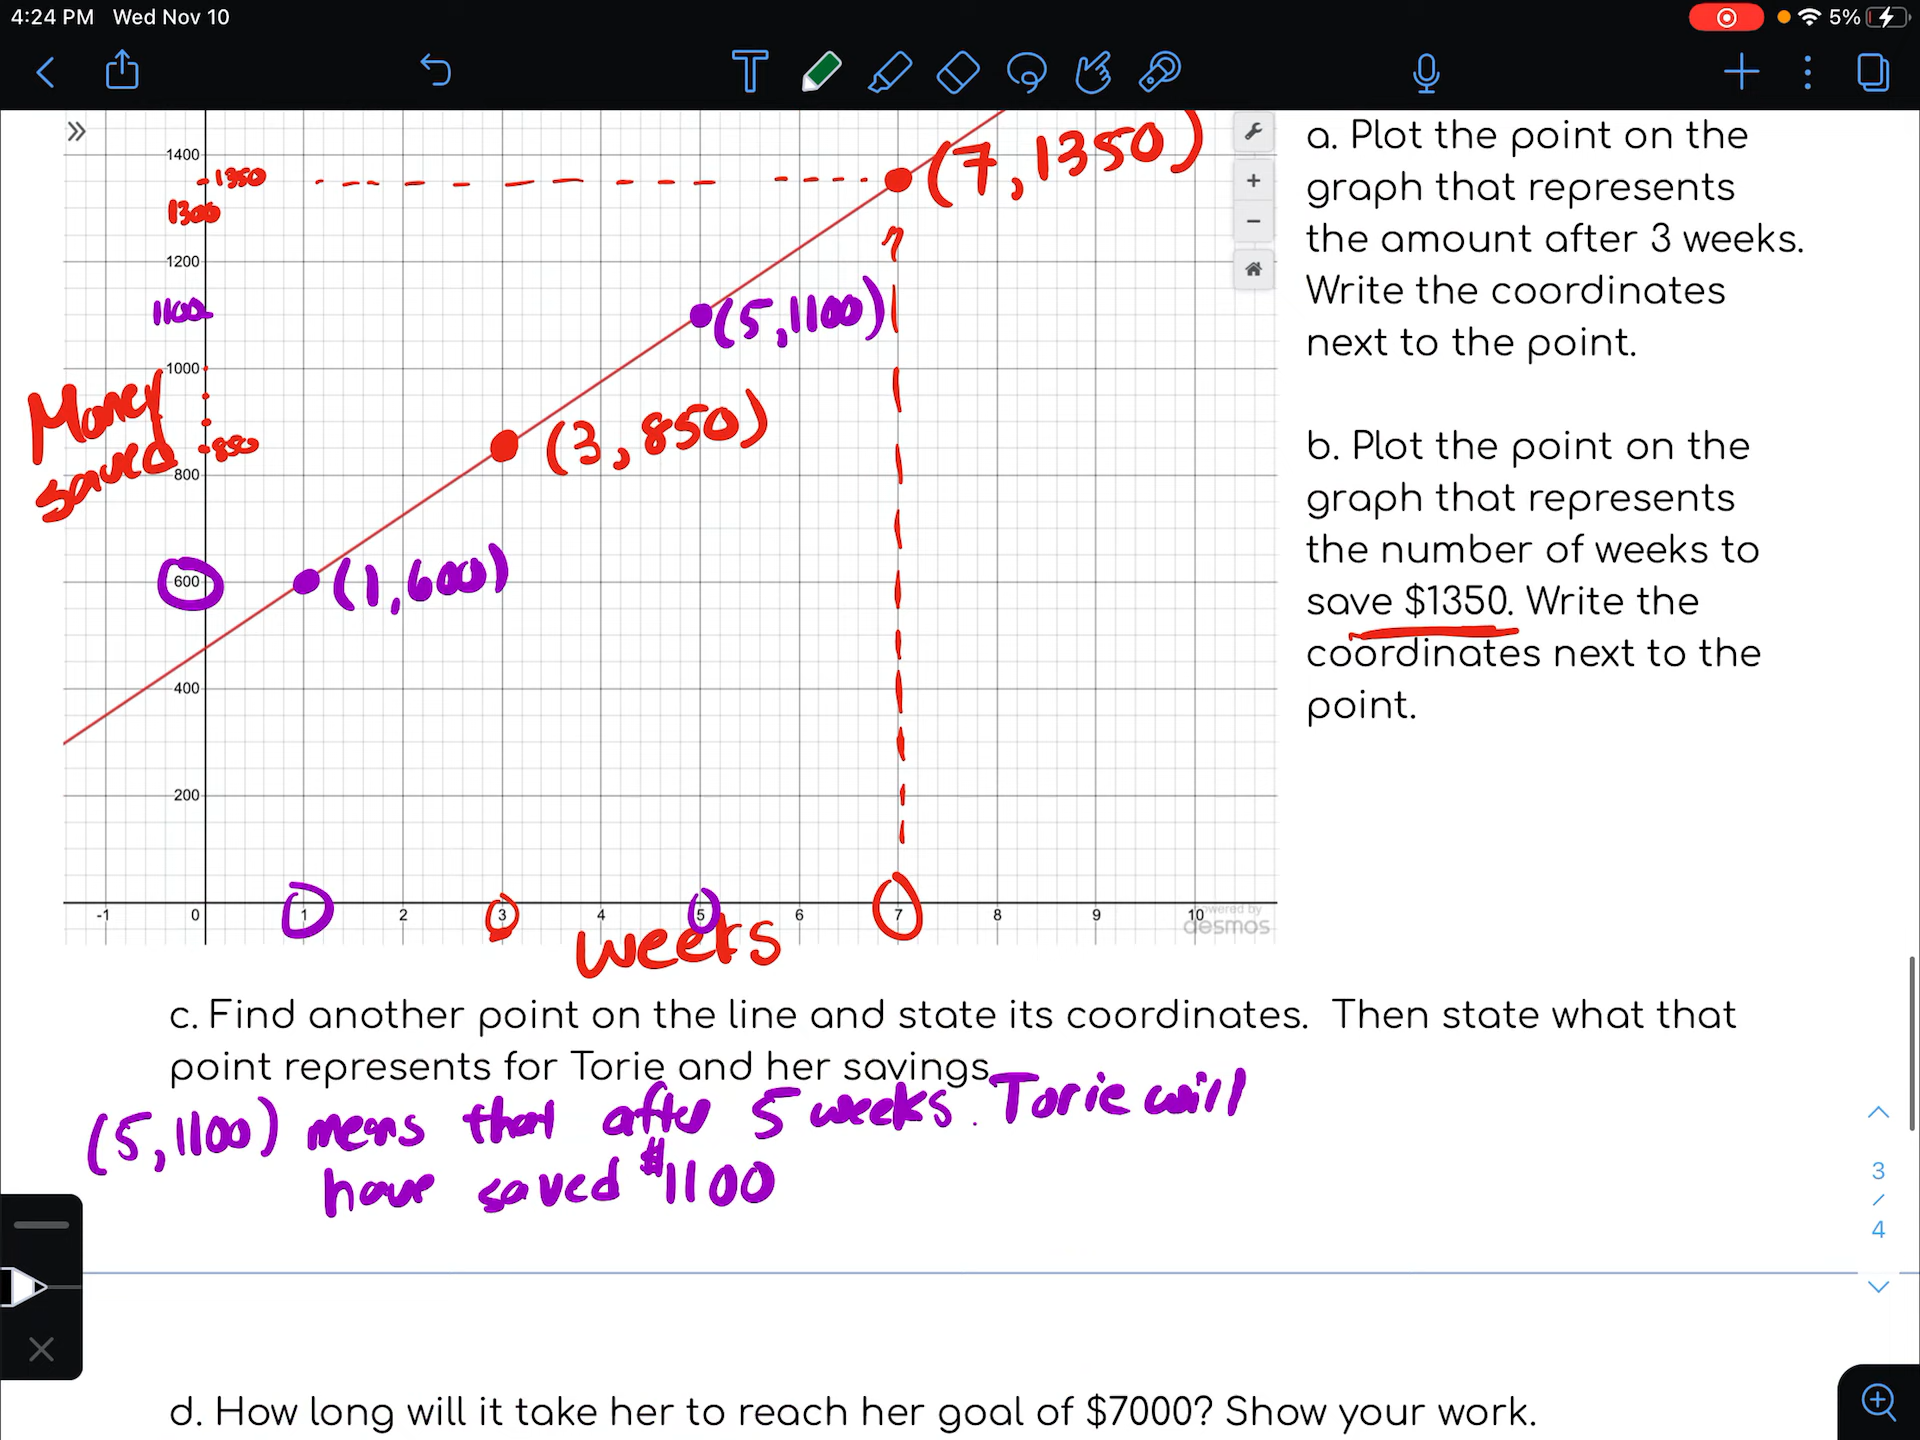 4:24 PM Wed Nov 10
5%
1400
1350
1300
1200
1100
1000
850
800
600
400
200
(7,1350)
(5,1100)
(3,850)
(1,600)
Money
saved
-1 0 1 2 3 4 5 6 7 8 9 10
powered by
desmos
weeks
a. Plot the point on the
graph that represents
the amount after 3 weeks.
Write the coordinates
next to the point.
b. Plot the point on the
graph that represents
the number of weeks to
save $1350. Write the
coordinates next to the
point.
c. Find another point on the line and state its coordinates. Then state what that
point represents for Torie and her savings.
(5,1100) means that after 5 weeks. Torie will
have saved $1100
3
/
4
d. How long will it take her to reach her goal of $7000? Show your work.